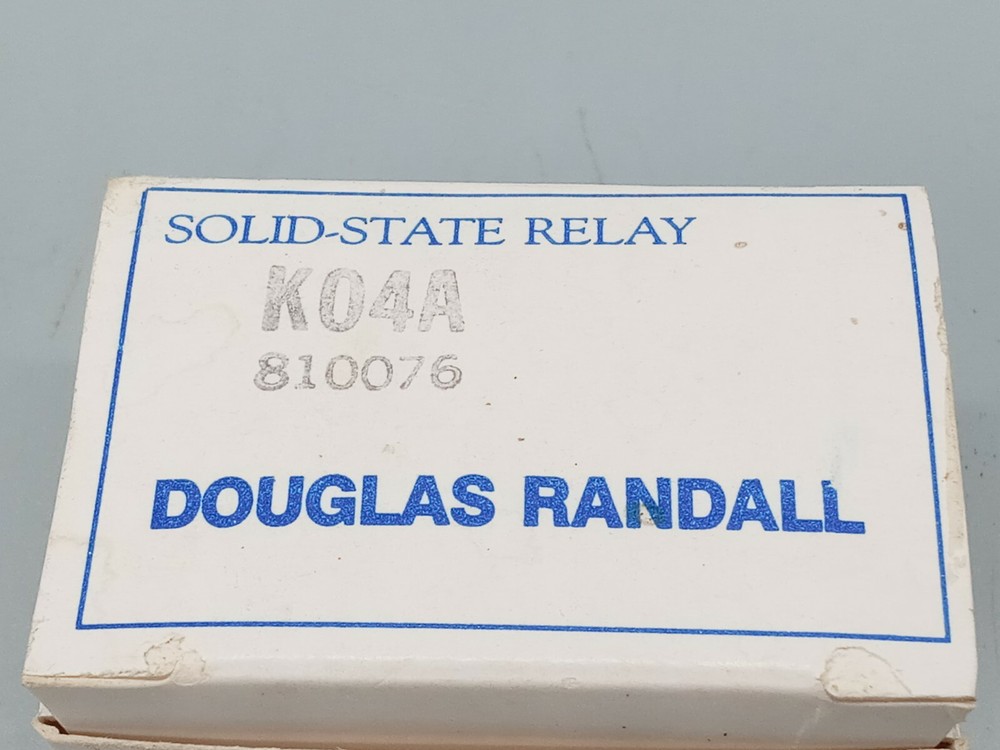 SOLID-STATE RELAY
K04A
810076
DOUGLAS RANDALL